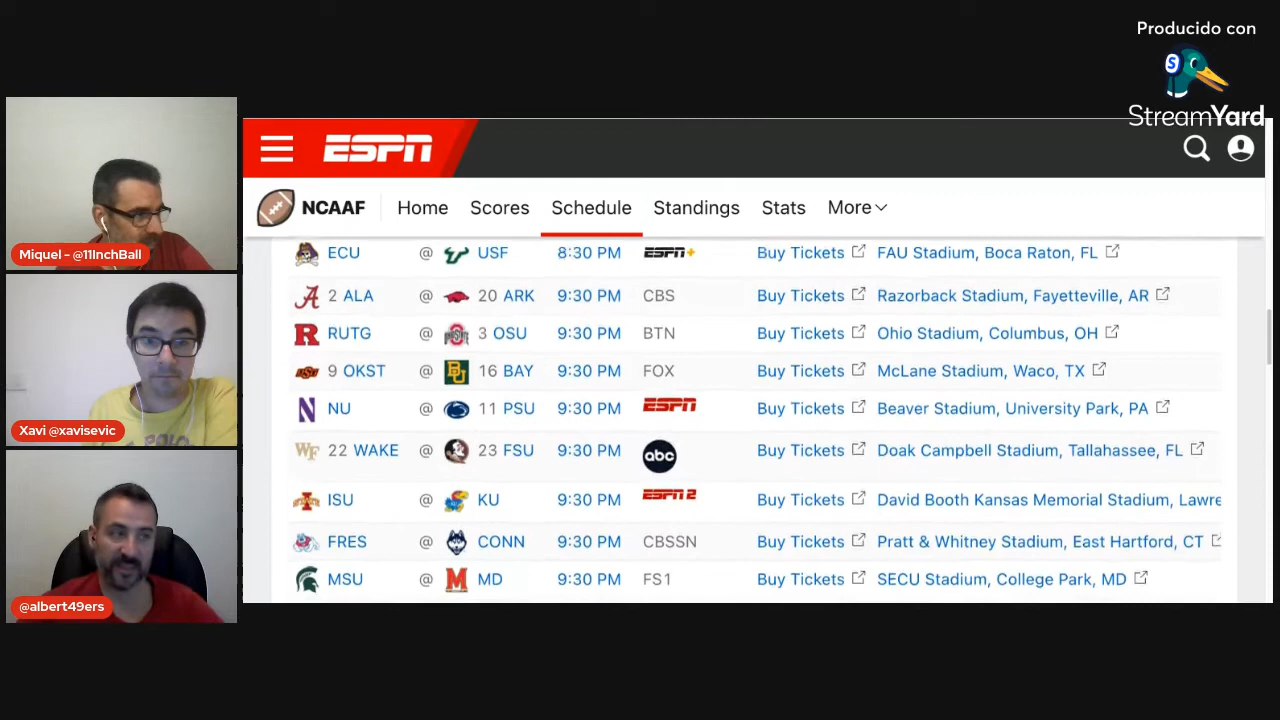 Producido con
StreamYard
ESPN
NCAAF Home Scores Schedule Standings Stats More
ECU @ USF 8:30 PM ESPN+ Buy Tickets FAU Stadium, Boca Raton, FL
2 ALA @ 20 ARK 9:30 PM CBS Buy Tickets Razorback Stadium, Fayetteville, AR
RUTG @ 3 OSU 9:30 PM BTN Buy Tickets Ohio Stadium, Columbus, OH
9 OKST @ 16 BAY 9:30 PM FOX Buy Tickets McLane Stadium, Waco, TX
NU @ 11 PSU 9:30 PM ESPN Buy Tickets Beaver Stadium, University Park, PA
22 WAKE @ 23 FSU 9:30 PM abc Buy Tickets Doak Campbell Stadium, Tallahassee, FL
ISU @ KU 9:30 PM ESPN 2 Buy Tickets David Booth Kansas Memorial Stadium, Lawre
FRES @ CONN 9:30 PM CBSSN Buy Tickets Pratt & Whitney Stadium, East Hartford, CT
MSU @ MD 9:30 PM FS1 Buy Tickets SECU Stadium, College Park, MD
Miquel - @11InchBall
Xavi @xavisevic
@albert49ers